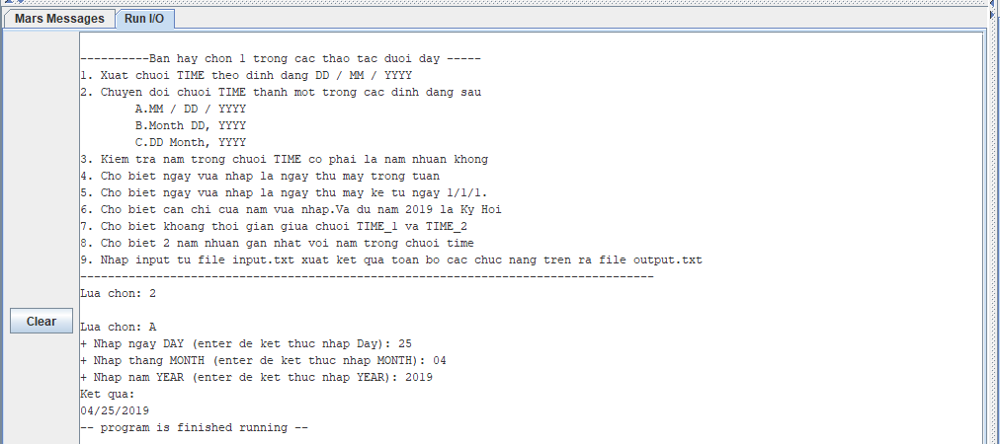 Mars Messages Run I/O
----------Ban hay chon 1 trong cac thao tac duoi day -----
1. Xuat chuoi TIME theo dinh dang DD / MM / YYYY
2. Chuyen doi chuoi TIME thanh mot trong cac dinh dang sau
A.MM / DD / YYYY
B.Month DD, YYYY
C.DD Month, YYYY
3. Kiem tra nam trong chuoi TIME co phai la nam nhuan khong
4. Cho biet ngay vua nhap la ngay thu may trong tuan
5. Cho biet ngay vua nhap la ngay thu may ke tu ngay 1/1/1.
6. Cho biet can chi cua nam vua nhap.Va du nam 2019 la Ky Hoi
7. Cho biet khoang thoi gian giua chuoi TIME_1 va TIME_2
8. Cho biet 2 nam nhuan gan nhat voi nam trong chuoi time
9. Nhap input tu file input.txt xuat ket qua toan bo cac chuc nang tren ra file output.txt
-----------------------------------------------------------------------------------
Lua chon: 2
Clear
Lua chon: A
+ Nhap ngay DAY (enter de ket thuc nhap Day): 25
+ Nhap thang MONTH (enter de ket thuc nhap MONTH): 04
+ Nhap nam YEAR (enter de ket thuc nhap YEAR): 2019
Ket qua:
04/25/2019
-- program is finished running --